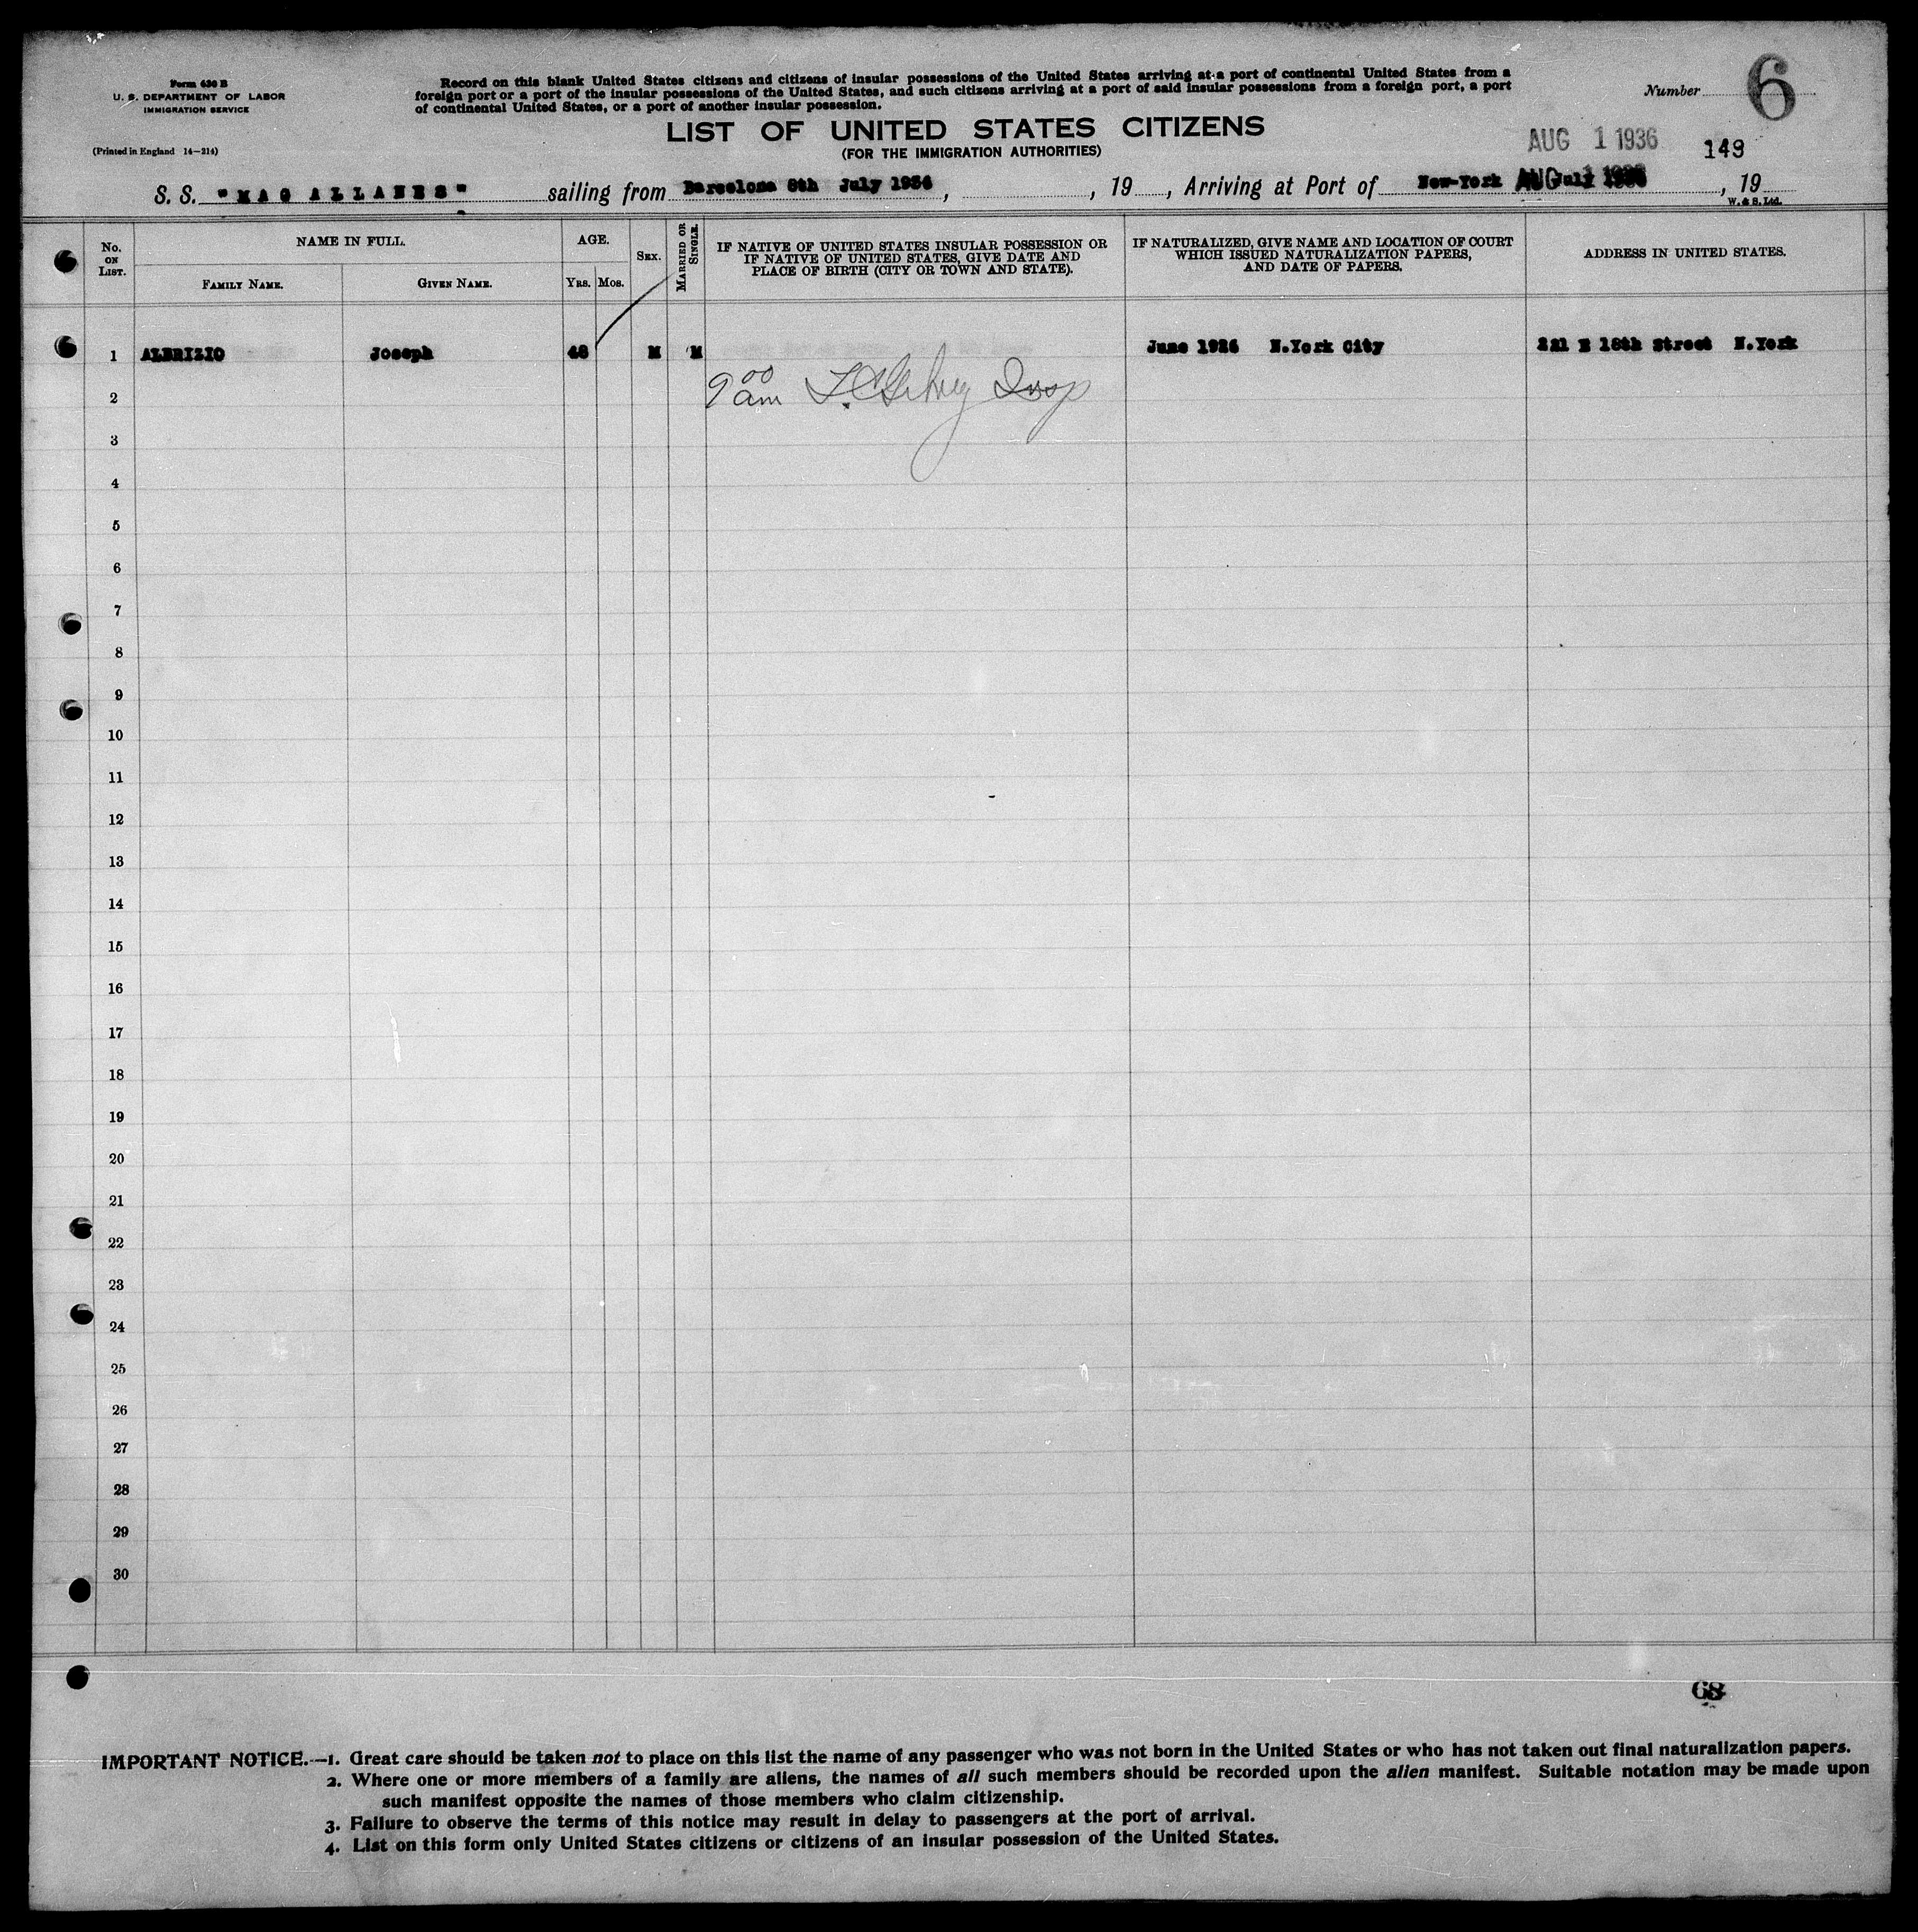 Form 630 B
U. S. DEPARTMENT OF LABOR
IMMIGRATION SERVICE
(Printed in England 14—214)
Record on this blank United States citizens and citizens of insular possessions of the United States arriving at a port of continental United States from a
foreign port or a port of the insular possessions of the United States, and such citizens arriving at a port of said insular possessions from a foreign port, a port
of continental United States, or a port of another insular possession.
Number 6
LIST OF UNITED STATES CITIZENS
(FOR THE IMMIGRATION AUTHORITIES)
AUG 1 1936
149
S. S. "MAGALLANES" sailing from Barcelona 8th July 1936, , 19 , Arriving at Port of New-York AUG 1 1936 July , 19
W. & S. Ltd.
No. ON LIST.
NAME IN FULL.
FAMILY NAME.
GIVEN NAME.
AGE.
YRS. MOS.
SEX.
MARRIED OR SINGLE.
IF NATIVE OF UNITED STATES INSULAR POSSESSION OR
IF NATIVE OF UNITED STATES, GIVE DATE AND
PLACE OF BIRTH (CITY OR TOWN AND STATE).
IF NATURALIZED, GIVE NAME AND LOCATION OF COURT
WHICH ISSUED NATURALIZATION PAPERS,
AND DATE OF PAPERS.
ADDRESS IN UNITED STATES.
1 ALBRIZIO Joseph 48 M M June 1926 N.York City 221 E 18th Street N.York
2 9 00 am Insp
3
4
5
6
7
8
9
10
11
12
13
14
15
16
17
18
19
20
21
22
23
24
25
26
27
28
29
30
68
IMPORTANT NOTICE.—1. Great care should be taken not to place on this list the name of any passenger who was not born in the United States or who has not taken out final naturalization papers.
2. Where one or more members of a family are aliens, the names of all such members should be recorded upon the alien manifest. Suitable notation may be made upon
such manifest opposite the names of those members who claim citizenship.
3. Failure to observe the terms of this notice may result in delay to passengers at the port of arrival.
4. List on this form only United States citizens or citizens of an insular possession of the United States.